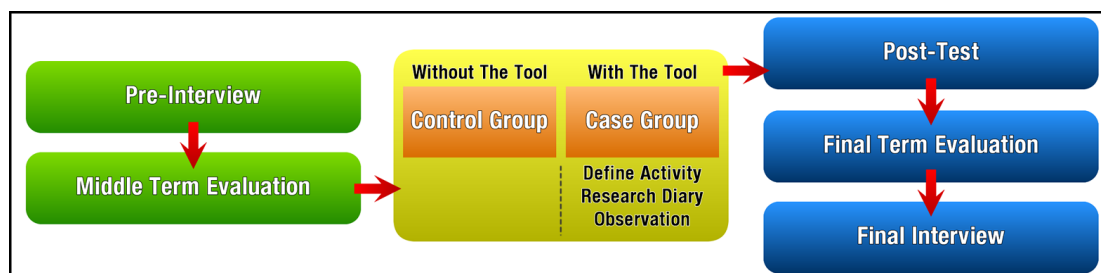 Pre-Interview
Middle Term Evaluation
Without The Tool
With The Tool
Control Group
Case Group
Define Activity
Research Diary
Observation
Post-Test
Final Term Evaluation
Final Interview